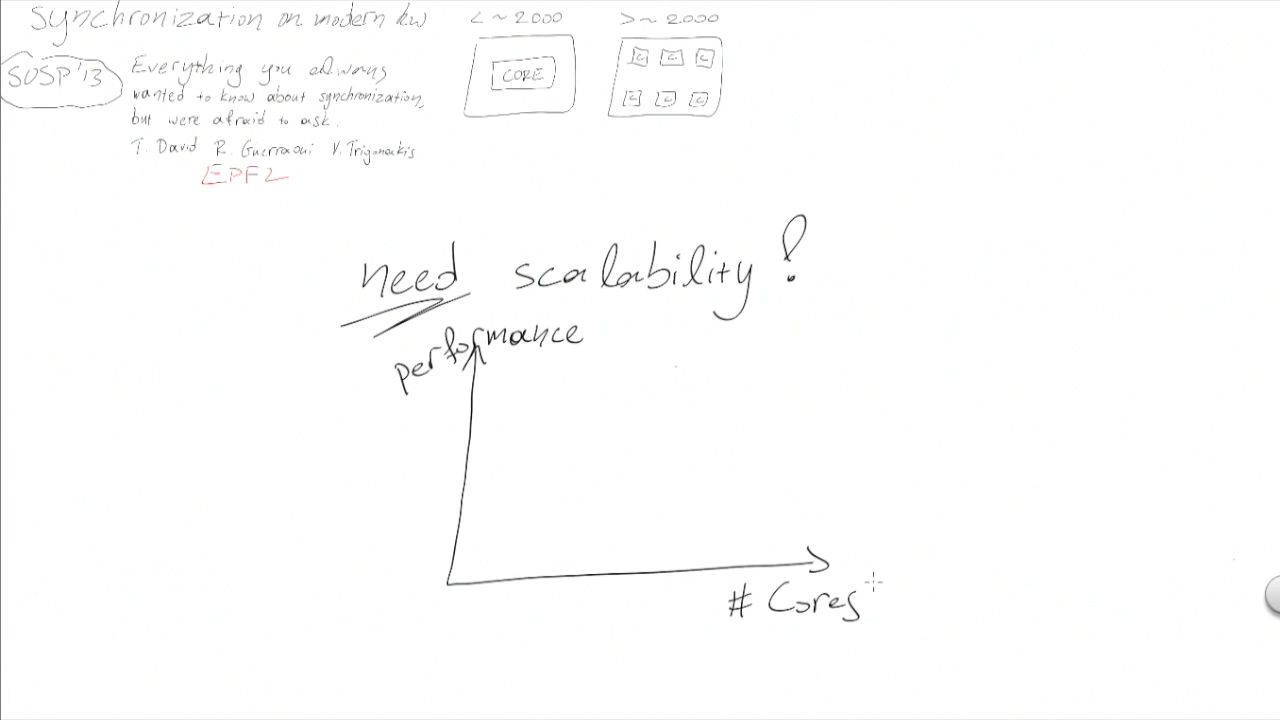 Synchronization on modern hw
< ~ 2000
> ~ 2000
SOSP '13
Everything you always
wanted to know about synchronization,
but were afraid to ask.
T. David R. Guerraoui V. Trigonakis
EPFL
CORE
C C C
C C C
need scalability!
performance
# Cores